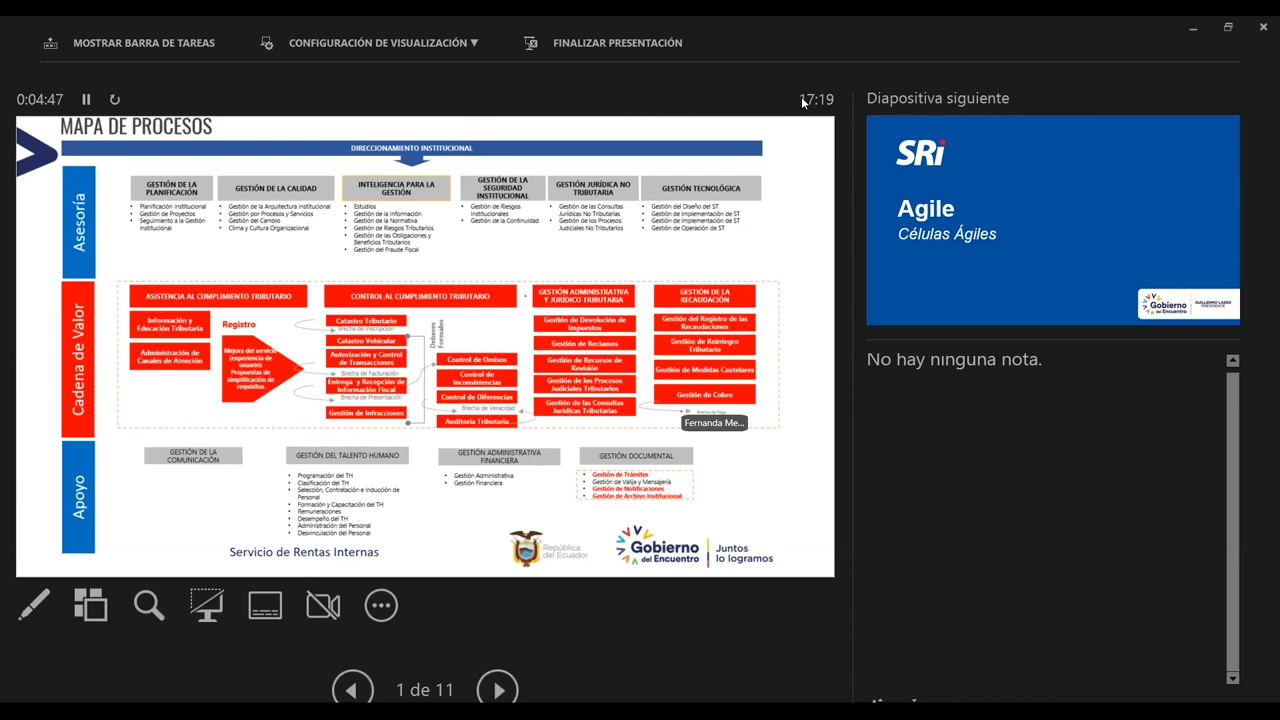 MOSTRAR BARRA DE TAREAS
CONFIGURACIÓN DE VISUALIZACIÓN ▼
FINALIZAR PRESENTACIÓN
0:04:47
17:19
MAPA DE PROCESOS
DIRECCIONAMIENTO INSTITUCIONAL
Asesoría
GESTIÓN DE LA
PLANIFICACIÓN
• Planificación Institucional
• Gestión de Proyectos
• Seguimiento a la Gestión
Institucional
GESTIÓN DE LA CALIDAD
• Gestión de la Arquitectura Institucional
• Gestión por Procesos y Servicios
• Gestión del Cambio
• Clima y Cultura Organizacional
INTELIGENCIA PARA LA
GESTIÓN
• Estudios
• Gestión de la Información
• Gestión de la Normativa
• Gestión de Riesgos Tributarios
• Gestión de las Obligaciones y
Beneficios Tributarios
• Gestión del Fraude Fiscal
GESTIÓN DE LA
SEGURIDAD
INSTITUCIONAL
• Gestión de Riesgos
Institucionales
• Gestión de la Continuidad
GESTIÓN JURÍDICA NO
TRIBUTARIA
• Gestión de las Consultas
Jurídicas No Tributarias
• Gestión de los Procesos
Judiciales No Tributarios
GESTIÓN TECNOLÓGICA
• Gestión del Diseño del ST
• Gestión de implementación de ST
• Gestión de implementación de ST
• Gestión de Operación de ST
Cadena de Valor
ASISTENCIA AL CUMPLIMIENTO TRIBUTARIO
Información y
Educación Tributaria
Administración de
Canales de Atención
Registro
Mejora del servicio
(experiencia de
usuario)
Propuestas de
simplificación de
requisitos
CONTROL AL CUMPLIMIENTO TRIBUTARIO
Catastro Tributario
Brecha de Inscripción
Catastro Vehicular
Autorización y Control
de Transacciones
Brecha de Facturación
Entrega y Recepción de
Información Fiscal
Brecha de Presentación
Gestión de Infracciones
Deberes
Formales
Control de Omisos
Control de
Inconsistencias
Control de Diferencias
Brecha de Veracidad
Auditoría Tributaria
GESTIÓN ADMINISTRATIVA
Y JURÍDICO TRIBUTARIA
Gestión de Devolución de
Impuestos
Gestión de Reclamos
Gestión de Recursos de
Revisión
Gestión de los Procesos
Judiciales Tributarios
Gestión de las Consultas
Jurídicas Tributarias
GESTIÓN DE LA
RECAUDACIÓN
Gestión del Registro de las
Recaudaciones
Gestión de Reintegro
Tributario
Gestión de Medidas Cautelares
Gestión de Cobro
Brecha de Pago
Fernanda Me...
Apoyo
GESTIÓN DE LA
COMUNICACIÓN
GESTIÓN DEL TALENTO HUMANO
• Programación del TH
• Clasificación del TH
• Selección, Contratación e Inducción de
Personal
• Formación y Capacitación del TH
• Remuneraciones
• Desempeño del TH
• Administración del Personal
• Desvinculación del Personal
GESTIÓN ADMINISTRATIVA
FINANCIERA
• Gestión Administrativa
• Gestión Financiera
GESTIÓN DOCUMENTAL
• Gestión de Trámites
• Gestión de Valija y Mensajería
• Gestión de Notificaciones
• Gestión de Archivo Institucional
Servicio de Rentas Internas
República
del Ecuador
Gobierno
del Encuentro
Juntos
lo logramos
1 de 11
Diapositiva siguiente
SRi
Agile
Células Ágiles
Gobierno
del Encuentro
GUILLERMO LASSO
PRESIDENTE
No hay ninguna nota.